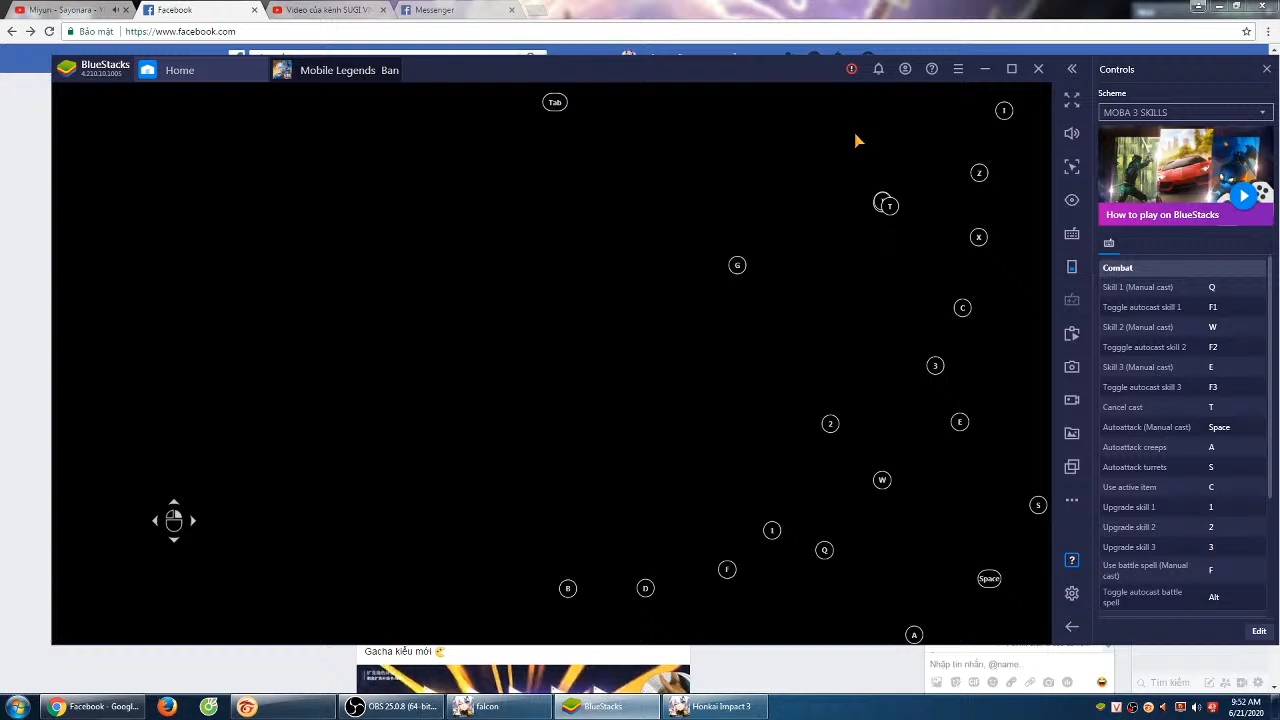 Miyun - Sayonara - Y
Facebook
Video của kênh SUGI.V
Messenger
Bảo mật
https://www.facebook.com
BlueStacks
4.210.10.1005
Home
Mobile Legends Ban
Controls
Scheme
MOBA 3 SKILLS
How to play on BlueStacks
Combat
Skill 1 (Manual cast) Q
Toggle autocast skill 1 F1
Skill 2 (Manual cast) W
Togggle autocast skill 2 F2
Skill 3 (Manual cast) E
Toggle autocast skill 3 F3
Cancel cast T
Autoattack (Manual cast) Space
Autoattack creeps A
Autoattack turrets S
Use active item C
Upgrade skill 1 1
Upgrade skill 2 2
Upgrade skill 3 3
Use battle spell (Manual
cast) F
Toggle autocast battle
spell Alt
Edit
Tab
I
Z
T
X
G
C
3
2
E
W
S
1
Q
F
Space
B
D
A
Gacha kiểu mới
Nhập tin nhắn, @name.
GIF
Tìm kiếm
Facebook - Googl...
OBS 25.0.8 (64-bit...
falcon
BlueStacks
Honkai Impact 3
9:52 AM
6/21/2020